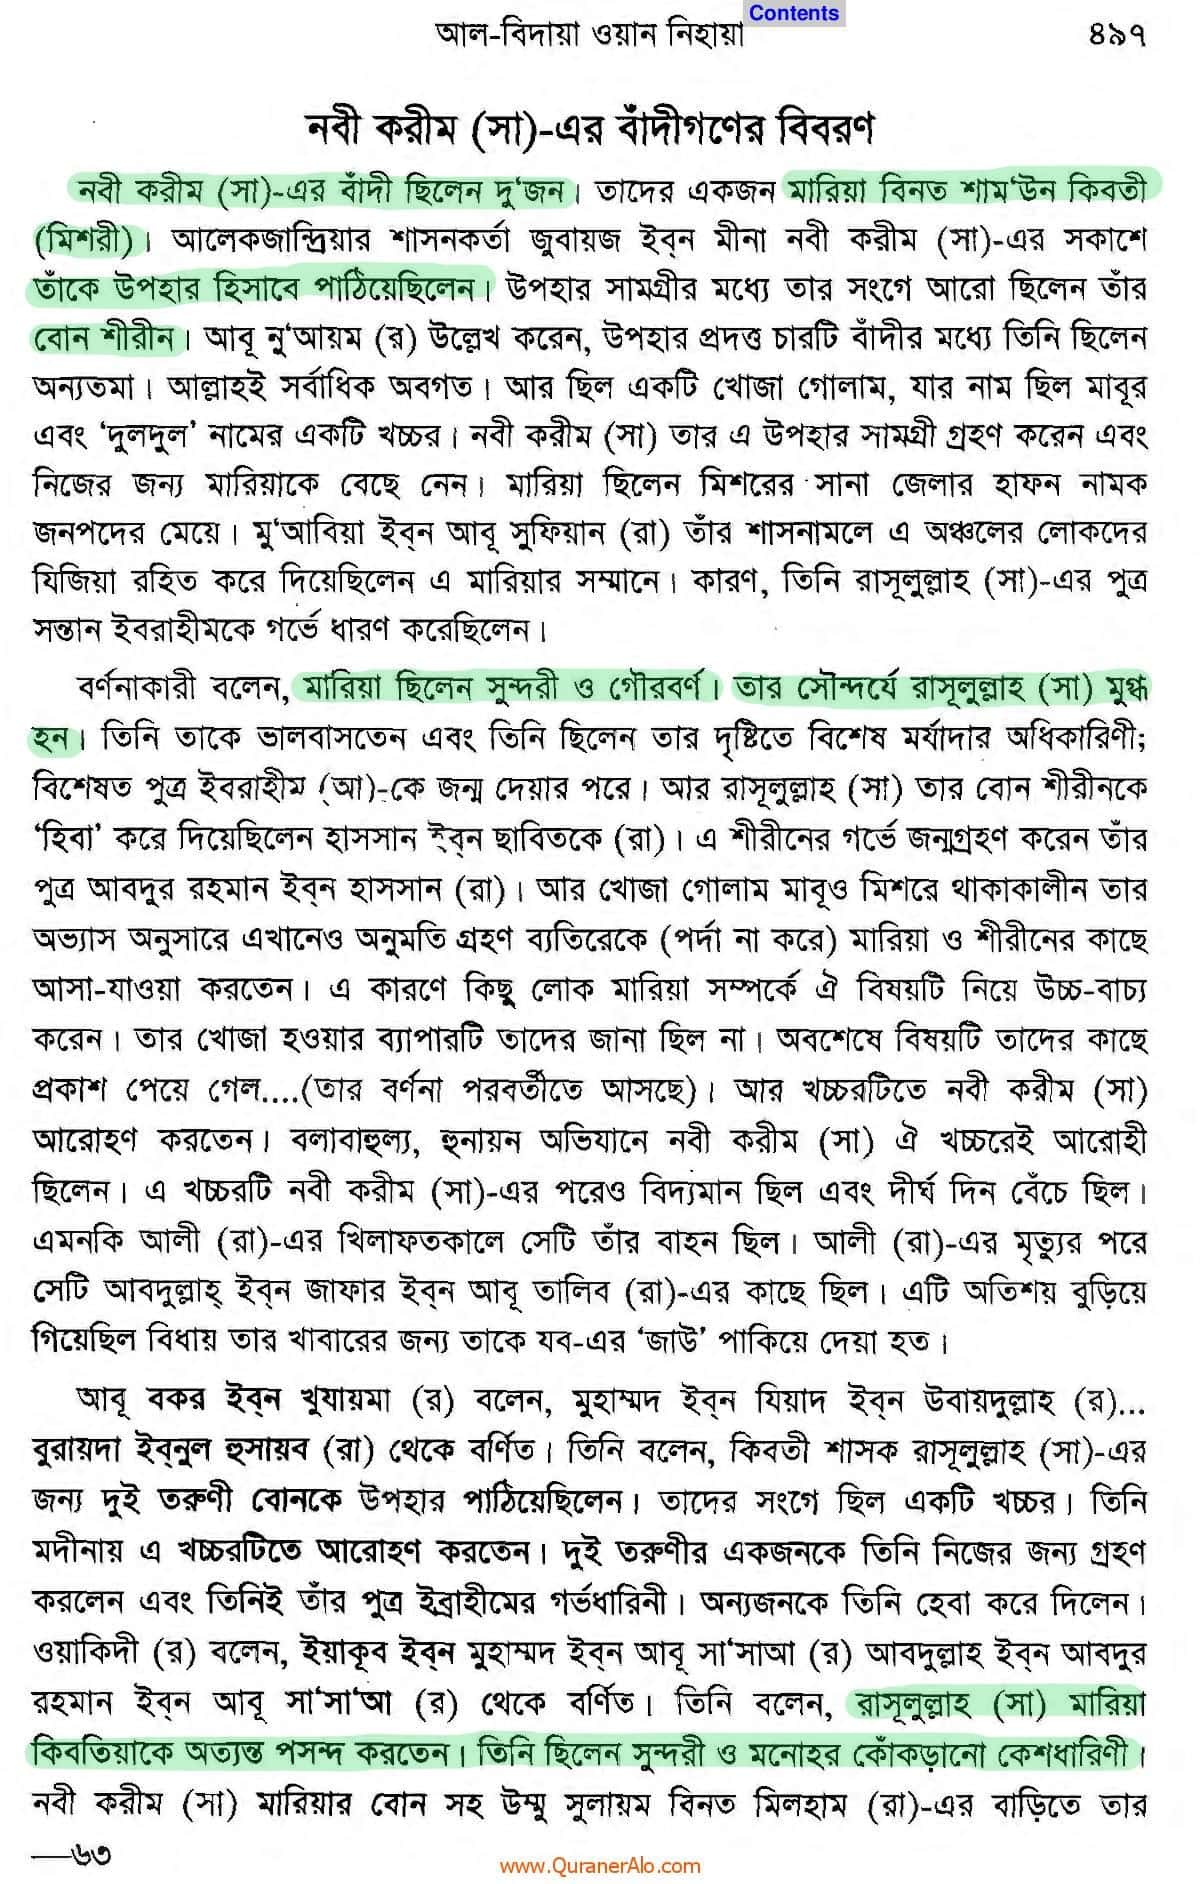 Contents
আল-বিদায়া ওয়ান নিহায়া
৪৯৭
নবী করীম (সা)-এর বাঁদীগণের বিবরণ
নবী করীম (সা)-এর বাঁদী ছিলেন দু‘জন। তাদের একজন মারিয়া বিনত শাম‘উন কিবতী
(মিশরী)। আলেকজান্দ্রিয়ার শাসনকর্তা জুবায়জ ইব্‌ন মীনা নবী করীম (সা)-এর সকাশে
তাঁকে উপহার হিসাবে পাঠিয়েছিলেন। উপহার সামগ্রীর মধ্যে তার সংগে আরো ছিলেন তাঁর
বোন শীরীন। আবূ নু‘আয়ম (র) উল্লেখ করেন, উপহার প্রদত্ত চারটি বাঁদীর মধ্যে তিনি ছিলেন
অন্যতমা। আল্লাহই সর্বাধিক অবগত। আর ছিল একটি খোজা গোলাম, যার নাম ছিল মাবূর
এবং ‘দুলদুল’ নামের একটি খচ্চর। নবী করীম (সা) তার এ উপহার সামগ্রী গ্রহণ করেন এবং
নিজের জন্য মারিয়াকে বেছে নেন। মারিয়া ছিলেন মিশরের সানা জেলার হাফন নামক
জনপদের মেয়ে। মু‘আবিয়া ইব্‌ন আবূ সুফিয়ান (রা) তাঁর শাসনামলে এ অঞ্চলের লোকদের
যিজিয়া রহিত করে দিয়েছিলেন এ মারিয়ার সম্মানে। কারণ, তিনি রাসূলুল্লাহ (সা)-এর পুত্র
সন্তান ইবরাহীমকে গর্ভে ধারণ করেছিলেন।
বর্ণনাকারী বলেন, মারিয়া ছিলেন সুন্দরী ও গৌরবর্ণ। তার সৌন্দর্যে রাসূলুল্লাহ (সা) মুগ্ধ
হন। তিনি তাকে ভালবাসতেন এবং তিনি ছিলেন তার দৃষ্টিতে বিশেষ মর্যাদার অধিকারিণী;
বিশেষত পুত্র ইবরাহীম (আ)-কে জন্ম দেয়ার পরে। আর রাসূলুল্লাহ (সা) তার বোন শীরীনকে
‘হিবা’ করে দিয়েছিলেন হাসসান ইব্‌ন ছাবিতকে (রা)। এ শীরীনের গর্ভে জন্মগ্রহণ করেন তাঁর
পুত্র আবদুর রহমান ইব্‌ন হাসসান (রা)। আর খোজা গোলাম মাবূও মিশরে থাকাকালীন তার
অভ্যাস অনুসারে এখানেও অনুমতি গ্রহণ ব্যতিরেকে (পর্দা না করে) মারিয়া ও শীরীনের কাছে
আসা-যাওয়া করতেন। এ কারণে কিছু লোক মারিয়া সম্পর্কে ঐ বিষয়টি নিয়ে উচ্চ-বাচ্য
করেন। তার খোজা হওয়ার ব্যাপারটি তাদের জানা ছিল না। অবশেষে বিষয়টি তাদের কাছে
প্রকাশ পেয়ে গেল....(তার বর্ণনা পরবর্তীতে আসছে)। আর খচ্চরটিতে নবী করীম (সা)
আরোহণ করতেন। বলাবাহুল্য, হুনায়ন অভিযানে নবী করীম (সা) ঐ খচ্চরেই আরোহী
ছিলেন। এ খচ্চরটি নবী করীম (সা)-এর পরেও বিদ্যমান ছিল এবং দীর্ঘ দিন বেঁচে ছিল।
এমনকি আলী (রা)-এর খিলাফতকালে সেটি তাঁর বাহন ছিল। আলী (রা)-এর মৃত্যুর পরে
সেটি আবদুল্লাহ্ ইব্‌ন জাফার ইব্‌ন আবূ তালিব (রা)-এর কাছে ছিল। এটি অতিশয় বুড়িয়ে
গিয়েছিল বিধায় তার খাবারের জন্য তাকে যব-এর ‘জাউ’ পাকিয়ে দেয়া হত।
আবূ বকর ইব্‌ন খুযায়মা (র) বলেন, মুহাম্মদ ইব্‌ন যিয়াদ ইব্‌ন উবায়দুল্লাহ (র)...
বুরায়দা ইব্‌নুল হুসায়ব (রা) থেকে বর্ণিত। তিনি বলেন, কিবতী শাসক রাসূলুল্লাহ (সা)-এর
জন্য দুই তরুণী বোনকে উপহার পাঠিয়েছিলেন। তাদের সংগে ছিল একটি খচ্চর। তিনি
মদীনায় এ খচ্চরটিতে আরোহণ করতেন। দুই তরুণীর একজনকে তিনি নিজের জন্য গ্রহণ
করলেন এবং তিনিই তাঁর পুত্র ইব্রাহীমের গর্ভধারিনী। অন্যজনকে তিনি হেবা করে দিলেন।
ওয়াকিদী (র) বলেন, ইয়াকূব ইব্‌ন মুহাম্মদ ইব্‌ন আবূ সা‘সাআ (র) আবদুল্লাহ ইব্‌ন আবদুর
রহমান ইব্‌ন আবূ সা‘সা‘আ (র) থেকে বর্ণিত। তিনি বলেন, রাসূলুল্লাহ (সা) মারিয়া
কিবতিয়াকে অত্যন্ত পসন্দ করতেন। তিনি ছিলেন সুন্দরী ও মনোহর কোঁকড়ানো কেশধারিণী।
নবী করীম (সা) মারিয়ার বোন সহ উম্মু সুলায়ম বিনত মিলহাম (রা)-এর বাড়িতে তার
—৬৩
www.QuranerAlo.com